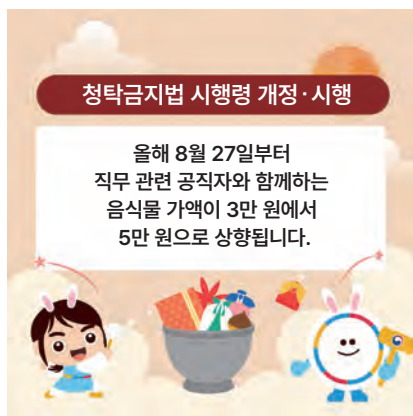 청탁금지법 시행령 개정·시행
올해 8월 27일부터
직무 관련 공직자와 함께하는
음식물 가액이 3만 원에서
5만 원으로 상향됩니다.